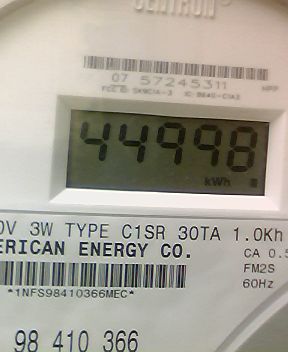 CENTRON
07 57245311
44998
kWh
0V 3W TYPE C1SR 30TA 1.0Kh
ERICAN ENERGY CO.
CA 0.5
FM2S
60Hz
*1NFS98410366MEC*
98 410 366